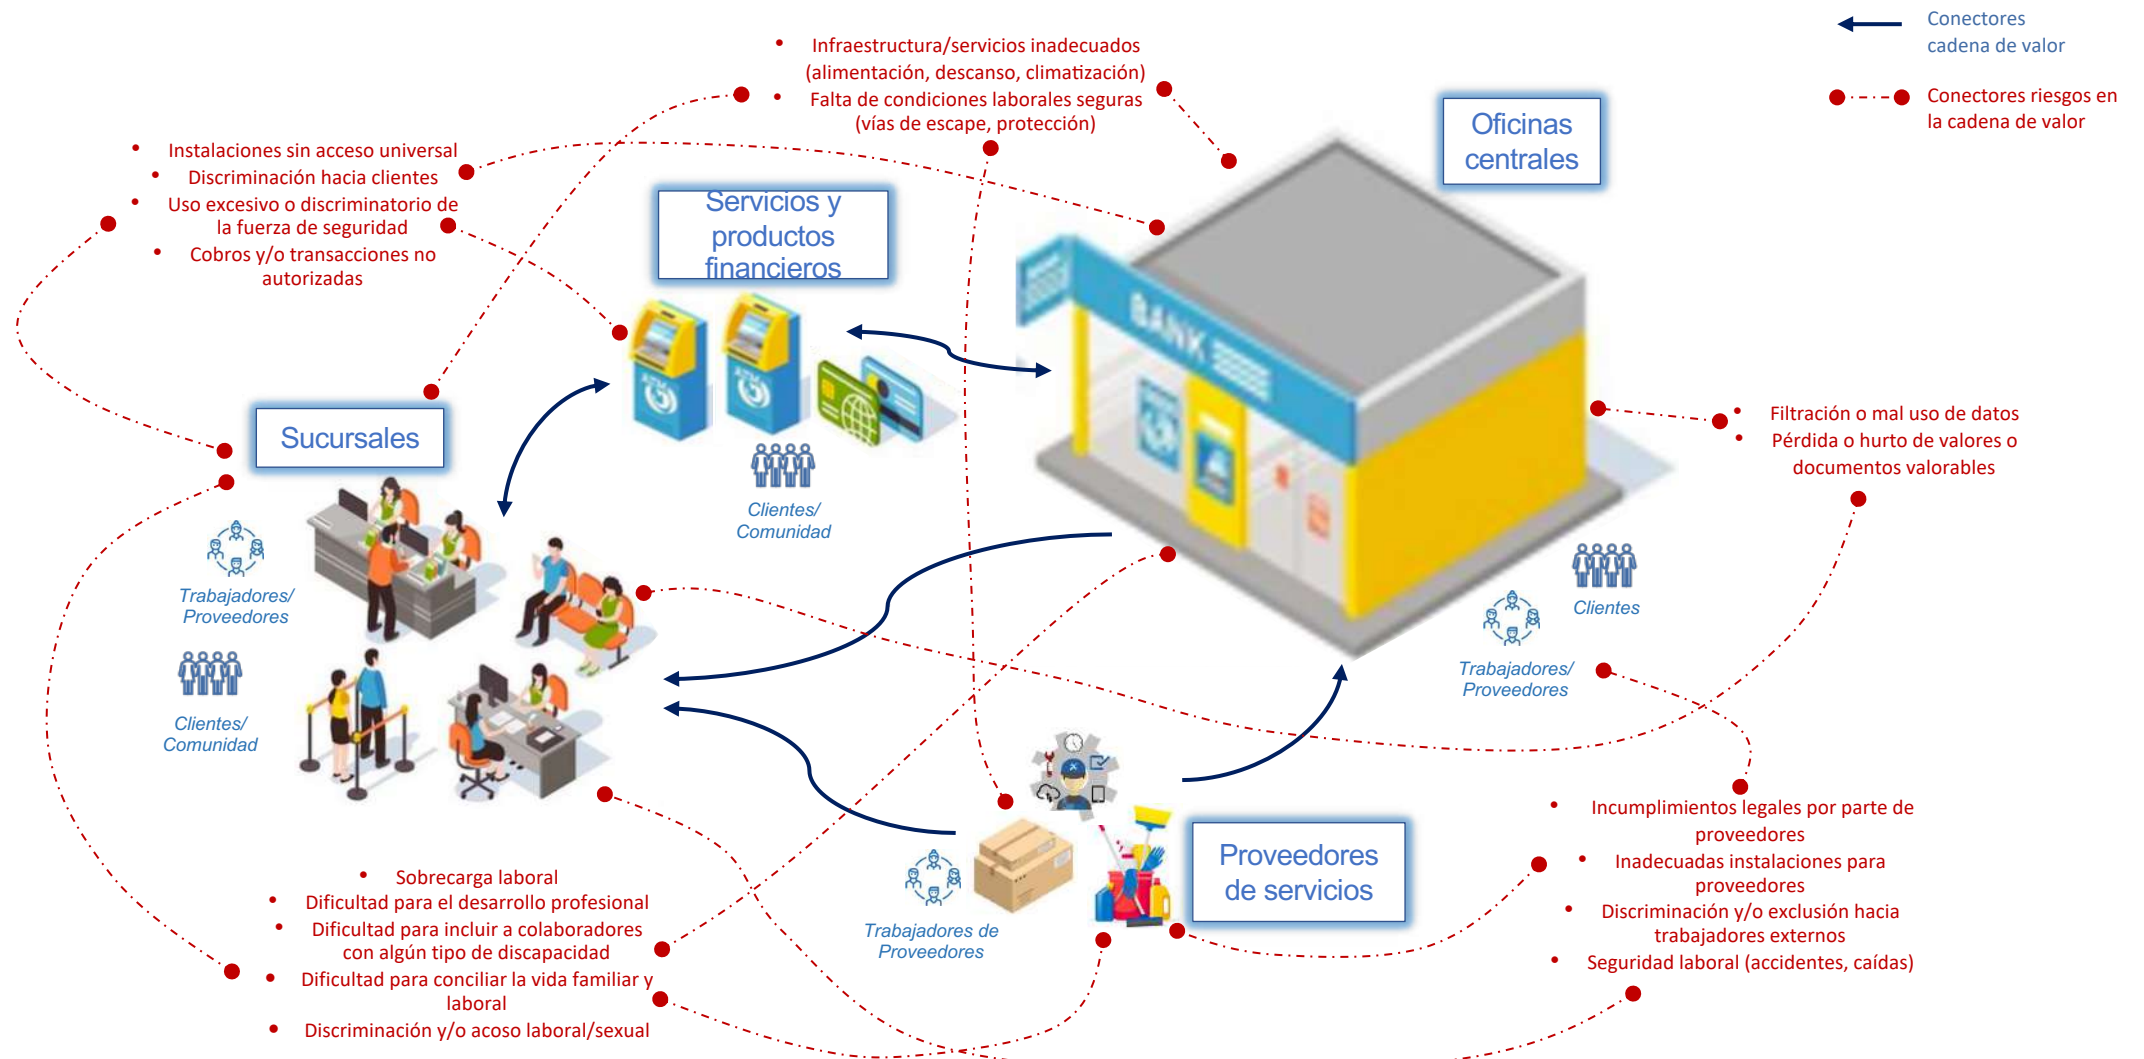 Conectores
cadena de valor
Conectores riesgos en
la cadena de valor
• Infraestructura/servicios inadecuados
(alimentación, descanso, climatización)
• Falta de condiciones laborales seguras
(vías de escape, protección)
Oficinas
centrales
• Instalaciones sin acceso universal
• Discriminación hacia clientes
• Uso excesivo o discriminatorio de
la fuerza de seguridad
• Cobros y/o transacciones no
autorizadas
Servicios y
productos
financieros
BANK
ATM
ATM
Sucursales
Clientes/
Comunidad
• Filtración o mal uso de datos
• Pérdida o hurto de valores o
documentos valorables
Trabajadores/
Proveedores
Clientes/
Comunidad
Clientes
Trabajadores/
Proveedores
Proveedores
de servicios
Trabajadores de
Proveedores
• Incumplimientos legales por parte de
proveedores
• Inadecuadas instalaciones para
proveedores
• Discriminación y/o exclusión hacia
trabajadores externos
• Seguridad laboral (accidentes, caídas)
• Sobrecarga laboral
• Dificultad para el desarrollo profesional
• Dificultad para incluir a colaboradores
con algún tipo de discapacidad
• Dificultad para conciliar la vida familiar y
laboral
• Discriminación y/o acoso laboral/sexual